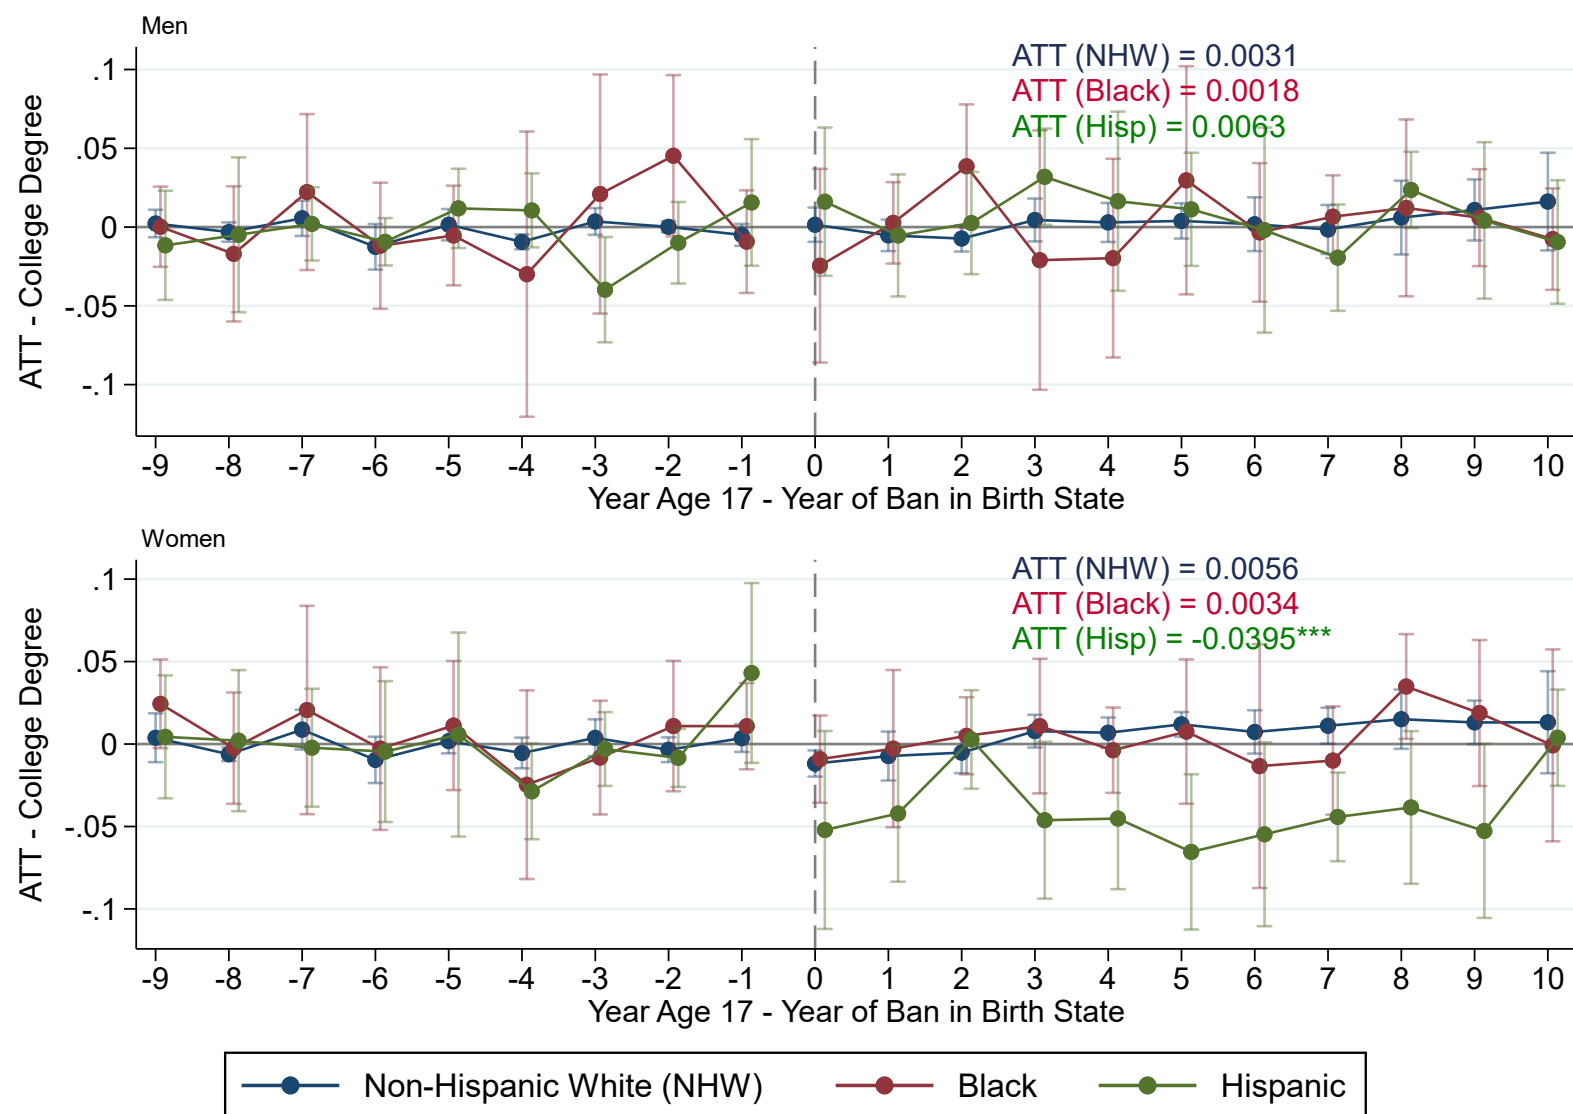 Men
ATT (NHW) = 0.0031
ATT (Black) = 0.0018
ATT (Hisp) = 0.0063
ATT - College Degree
.1
.05
0
-.05
-.1
-9 -8 -7 -6 -5 -4 -3 -2 -1 0 1 2 3 4 5 6 7 8 9 10
Year Age 17 - Year of Ban in Birth State
Women
ATT (NHW) = 0.0056
ATT (Black) = 0.0034
ATT (Hisp) = -0.0395***
ATT - College Degree
.1
.05
0
-.05
-.1
-9 -8 -7 -6 -5 -4 -3 -2 -1 0 1 2 3 4 5 6 7 8 9 10
Year Age 17 - Year of Ban in Birth State
Non-Hispanic White (NHW) Black Hispanic